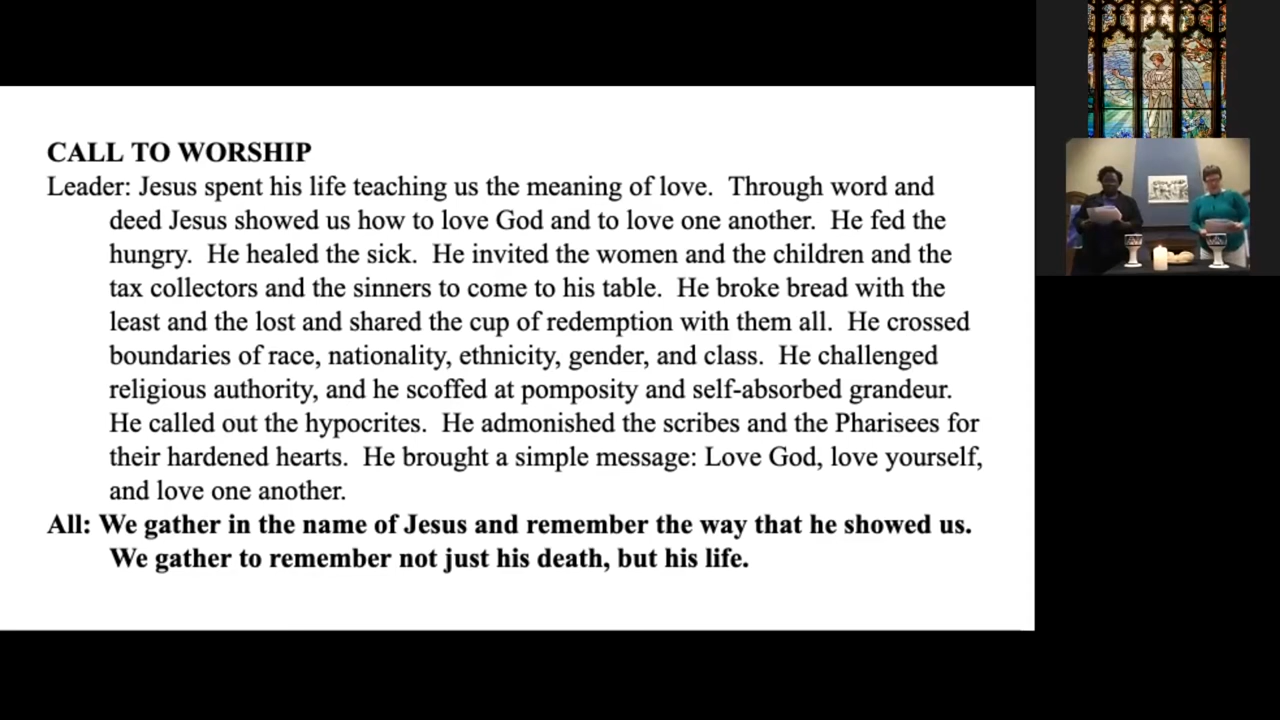 CALL TO WORSHIP
Leader: Jesus spent his life teaching us the meaning of love.  Through word and
deed Jesus showed us how to love God and to love one another.  He fed the
hungry.  He healed the sick.  He invited the women and the children and the
tax collectors and the sinners to come to his table.  He broke bread with the
least and the lost and shared the cup of redemption with them all.  He crossed
boundaries of race, nationality, ethnicity, gender, and class.  He challenged
religious authority, and he scoffed at pomposity and self-absorbed grandeur.
He called out the hypocrites.  He admonished the scribes and the Pharisees for
their hardened hearts.  He brought a simple message: Love God, love yourself,
and love one another.
All: We gather in the name of Jesus and remember the way that he showed us.
We gather to remember not just his death, but his life.